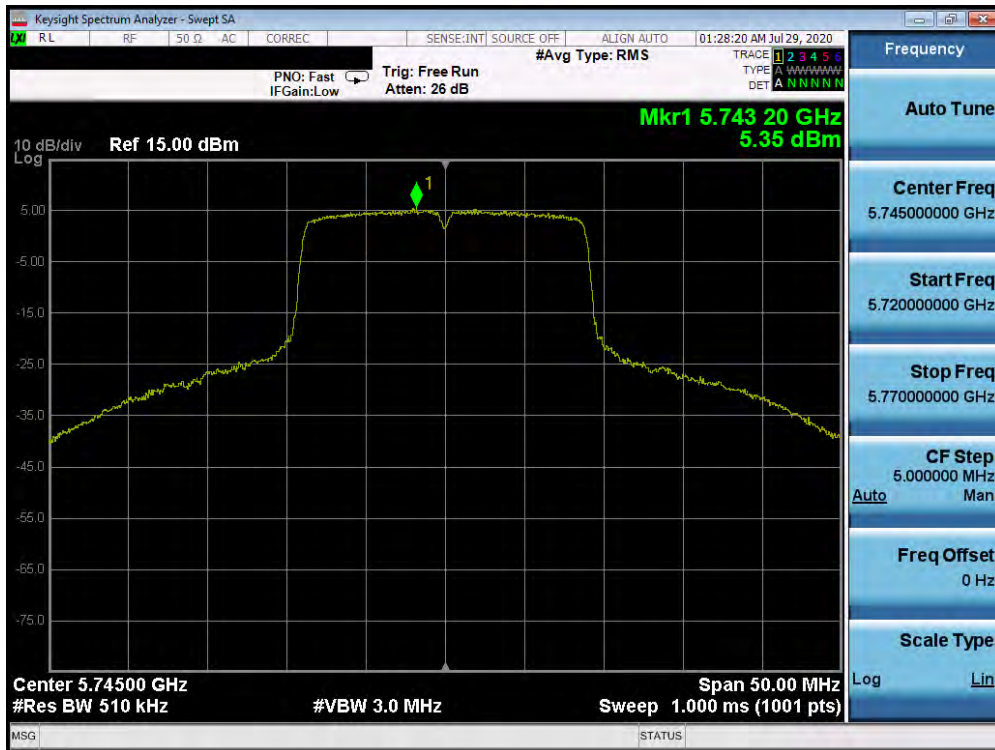 Keysight Spectrum Analyzer - Swept SA
LXI RL RF 50 Ω AC CORREC SENSE:INT SOURCE OFF ALIGN AUTO 01:28:20 AM Jul 29, 2020
#Avg Type: RMS
PNO: Fast Trig: Free Run
IFGain:Low Atten: 26 dB
TRACE 1 2 3 4 5 6
TYPE A WWWWW
DET A N N N N N
Mkr1 5.743 20 GHz
5.35 dBm
10 dB/div Ref 15.00 dBm
Log
1
5.00
-5.00
-15.0
-25.0
-35.0
-45.0
-55.0
-65.0
-75.0
Center 5.74500 GHz Span 50.00 MHz
#Res BW 510 kHz #VBW 3.0 MHz Sweep 1.000 ms (1001 pts)
MSG STATUS
Frequency
Auto Tune
Center Freq
5.745000000 GHz
Start Freq
5.720000000 GHz
Stop Freq
5.770000000 GHz
CF Step
5.000000 MHz
Auto Man
Freq Offset
0 Hz
Scale Type
Log Lin